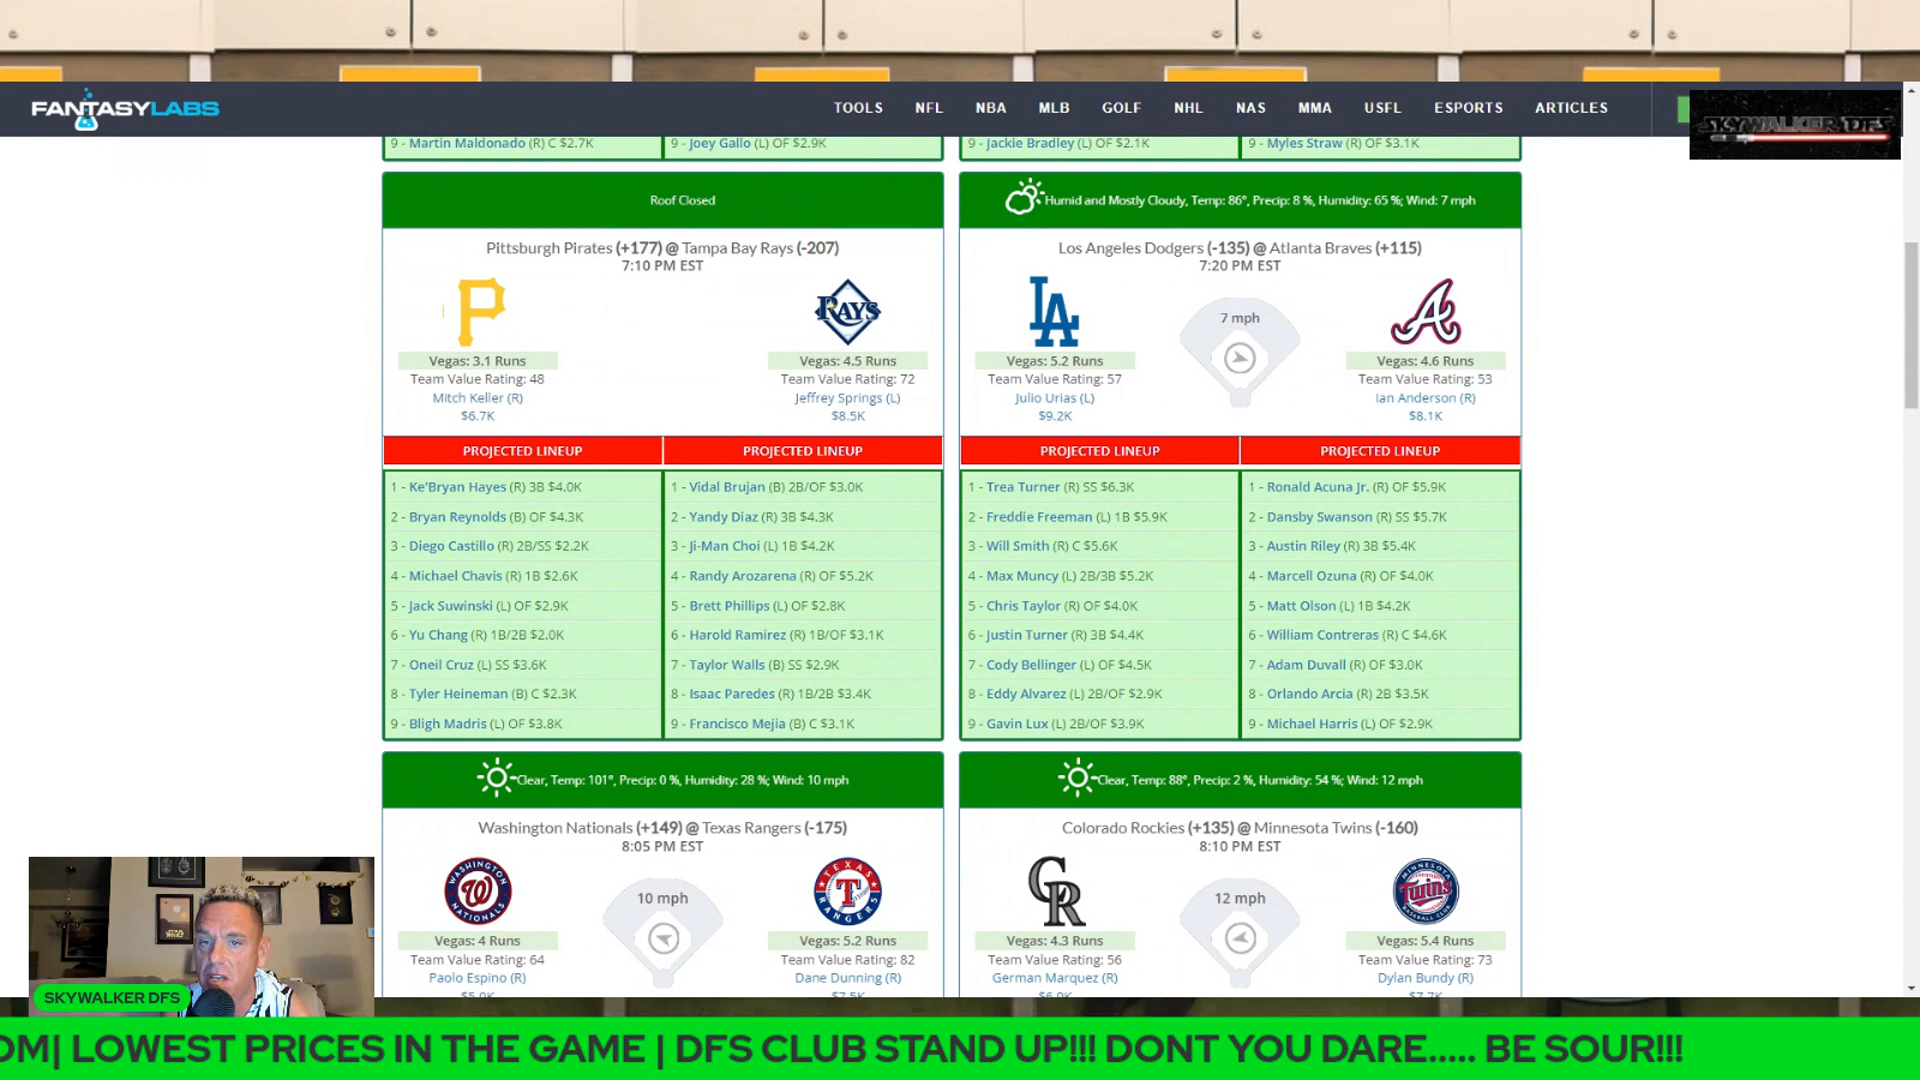 FANTASYLABS
TOOLS NFL NBA MLB GOLF NHL NAS MMA USFL ESPORTS ARTICLES
SKYWALKER DFS
9 - Martin Maldonado (R) C $2.7K
9 - Joey Gallo (L) OF $2.9K
9 - Jackie Bradley (L) OF $2.1K
9 - Myles Straw (R) OF $3.1K
Roof Closed
Pittsburgh Pirates (+177) @ Tampa Bay Rays (-207)
7:10 PM EST
P
RAYS
Vegas: 3.1 Runs
Vegas: 4.5 Runs
Team Value Rating: 48
Team Value Rating: 72
Mitch Keller (R)
Jeffrey Springs (L)
$6.7K
$8.5K
PROJECTED LINEUP
PROJECTED LINEUP
1 - Ke'Bryan Hayes (R) 3B $4.0K
1 - Vidal Brujan (B) 2B/OF $3.0K
2 - Bryan Reynolds (B) OF $4.3K
2 - Yandy Diaz (R) 3B $4.3K
3 - Diego Castillo (R) 2B/SS $2.2K
3 - Ji-Man Choi (L) 1B $4.2K
4 - Michael Chavis (R) 1B $2.6K
4 - Randy Arozarena (R) OF $5.2K
5 - Jack Suwinski (L) OF $2.9K
5 - Brett Phillips (L) OF $2.8K
6 - Yu Chang (R) 1B/2B $2.0K
6 - Harold Ramirez (R) 1B/OF $3.1K
7 - Oneil Cruz (L) SS $3.6K
7 - Taylor Walls (B) SS $2.9K
8 - Tyler Heineman (B) C $2.3K
8 - Isaac Paredes (R) 1B/2B $3.4K
9 - Bligh Madris (L) OF $3.8K
9 - Francisco Mejia (B) C $3.1K
Humid and Mostly Cloudy, Temp: 86°, Precip: 8 %, Humidity: 65 %; Wind: 7 mph
Los Angeles Dodgers (-135) @ Atlanta Braves (+115)
7:20 PM EST
LA
7 mph
A
Vegas: 5.2 Runs
Vegas: 4.6 Runs
Team Value Rating: 57
Team Value Rating: 53
Julio Urias (L)
Ian Anderson (R)
$9.2K
$8.1K
PROJECTED LINEUP
PROJECTED LINEUP
1 - Trea Turner (R) SS $6.3K
1 - Ronald Acuna Jr. (R) OF $5.9K
2 - Freddie Freeman (L) 1B $5.9K
2 - Dansby Swanson (R) SS $5.7K
3 - Will Smith (R) C $5.6K
3 - Austin Riley (R) 3B $5.4K
4 - Max Muncy (L) 2B/3B $5.2K
4 - Marcell Ozuna (R) OF $4.0K
5 - Chris Taylor (R) OF $4.0K
5 - Matt Olson (L) 1B $4.2K
6 - Justin Turner (R) 3B $4.4K
6 - William Contreras (R) C $4.6K
7 - Cody Bellinger (L) OF $4.5K
7 - Adam Duvall (R) OF $3.0K
8 - Eddy Alvarez (L) 2B/OF $2.9K
8 - Orlando Arcia (R) 2B $3.5K
9 - Gavin Lux (L) 2B/OF $3.9K
9 - Michael Harris (L) OF $2.9K
Clear, Temp: 101°, Precip: 0 %, Humidity: 28 %; Wind: 10 mph
Washington Nationals (+149) @ Texas Rangers (-175)
8:05 PM EST
WASHINGTON W NATIONALS
10 mph
TEXAS T RANGERS
Vegas: 4 Runs
Vegas: 5.2 Runs
Team Value Rating: 64
Team Value Rating: 82
Paolo Espino (R)
Dane Dunning (R)
Clear, Temp: 88°, Precip: 2 %, Humidity: 54 %; Wind: 12 mph
Colorado Rockies (+135) @ Minnesota Twins (-160)
8:10 PM EST
CR
12 mph
MINNESOTA Twins BASEBALL CLUB
Vegas: 4.3 Runs
Vegas: 5.4 Runs
Team Value Rating: 56
Team Value Rating: 73
German Marquez (R)
Dylan Bundy (R)
SKYWALKER DFS
OM| LOWEST PRICES IN THE GAME | DFS CLUB STAND UP!!! DONT YOU DARE..... BE SOUR!!!